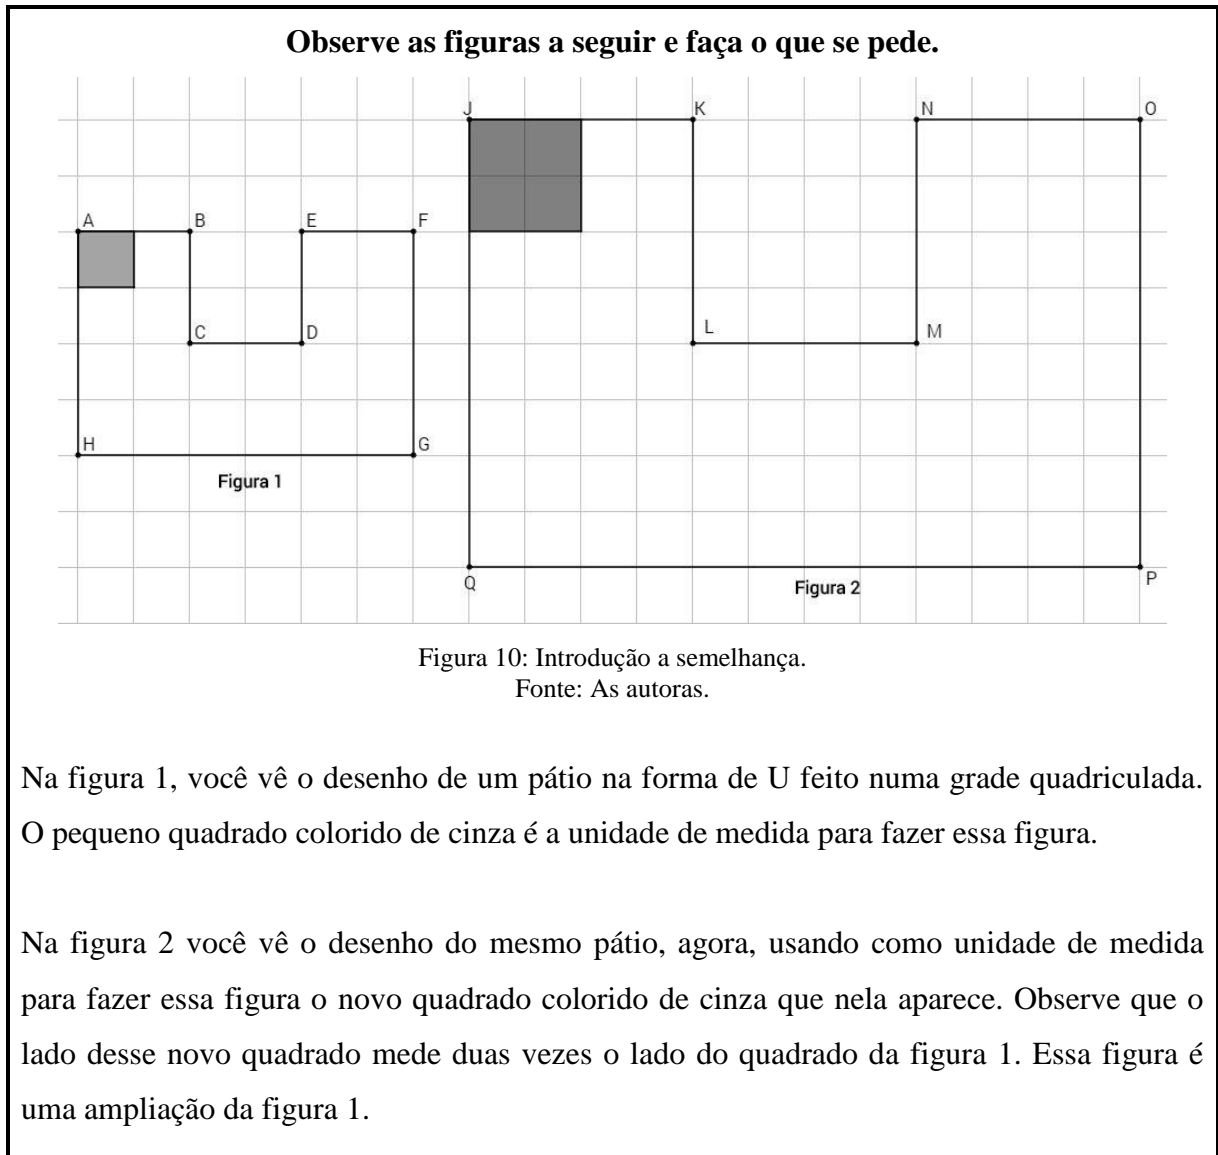 Observe as figuras a seguir e faça o que se pede.
J K N O
A B E F
C D L M
H G
Figura 1
Q Figura 2 P
Figura 10: Introdução a semelhança.
Fonte: As autoras.
Na figura 1, você vê o desenho de um pátio na forma de U feito numa grade quadriculada.
O pequeno quadrado colorido de cinza é a unidade de medida para fazer essa figura.
Na figura 2 você vê o desenho do mesmo pátio, agora, usando como unidade de medida
para fazer essa figura o novo quadrado colorido de cinza que nela aparece. Observe que o
lado desse novo quadrado mede duas vezes o lado do quadrado da figura 1. Essa figura é
uma ampliação da figura 1.